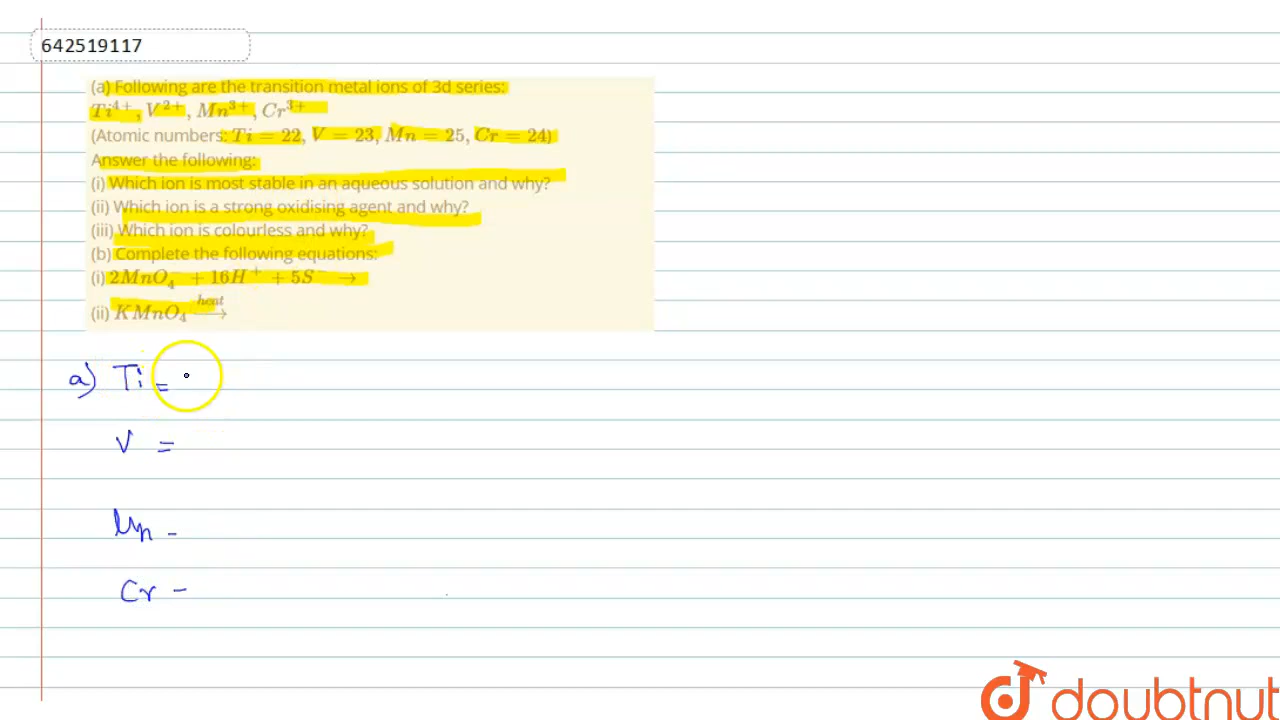 642519117
(a) Following are the transition metal ions of 3d series:
Ti⁴⁺, V²⁺, Mn³⁺, Cr³⁺
(Atomic numbers: Ti = 22, V = 23, Mn = 25, Cr = 24)
Answer the following:
(i) Which ion is most stable in an aqueous solution and why?
(ii) Which ion is a strong oxidising agent and why?
(iii) Which ion is colourless and why?
(b) Complete the following equations:
(i) 2MnO₄ + 16H⁺ + 5S →
(ii) KMnO₄ heat→
a) Ti =
V =
Mn -
Cr -
doubtnut